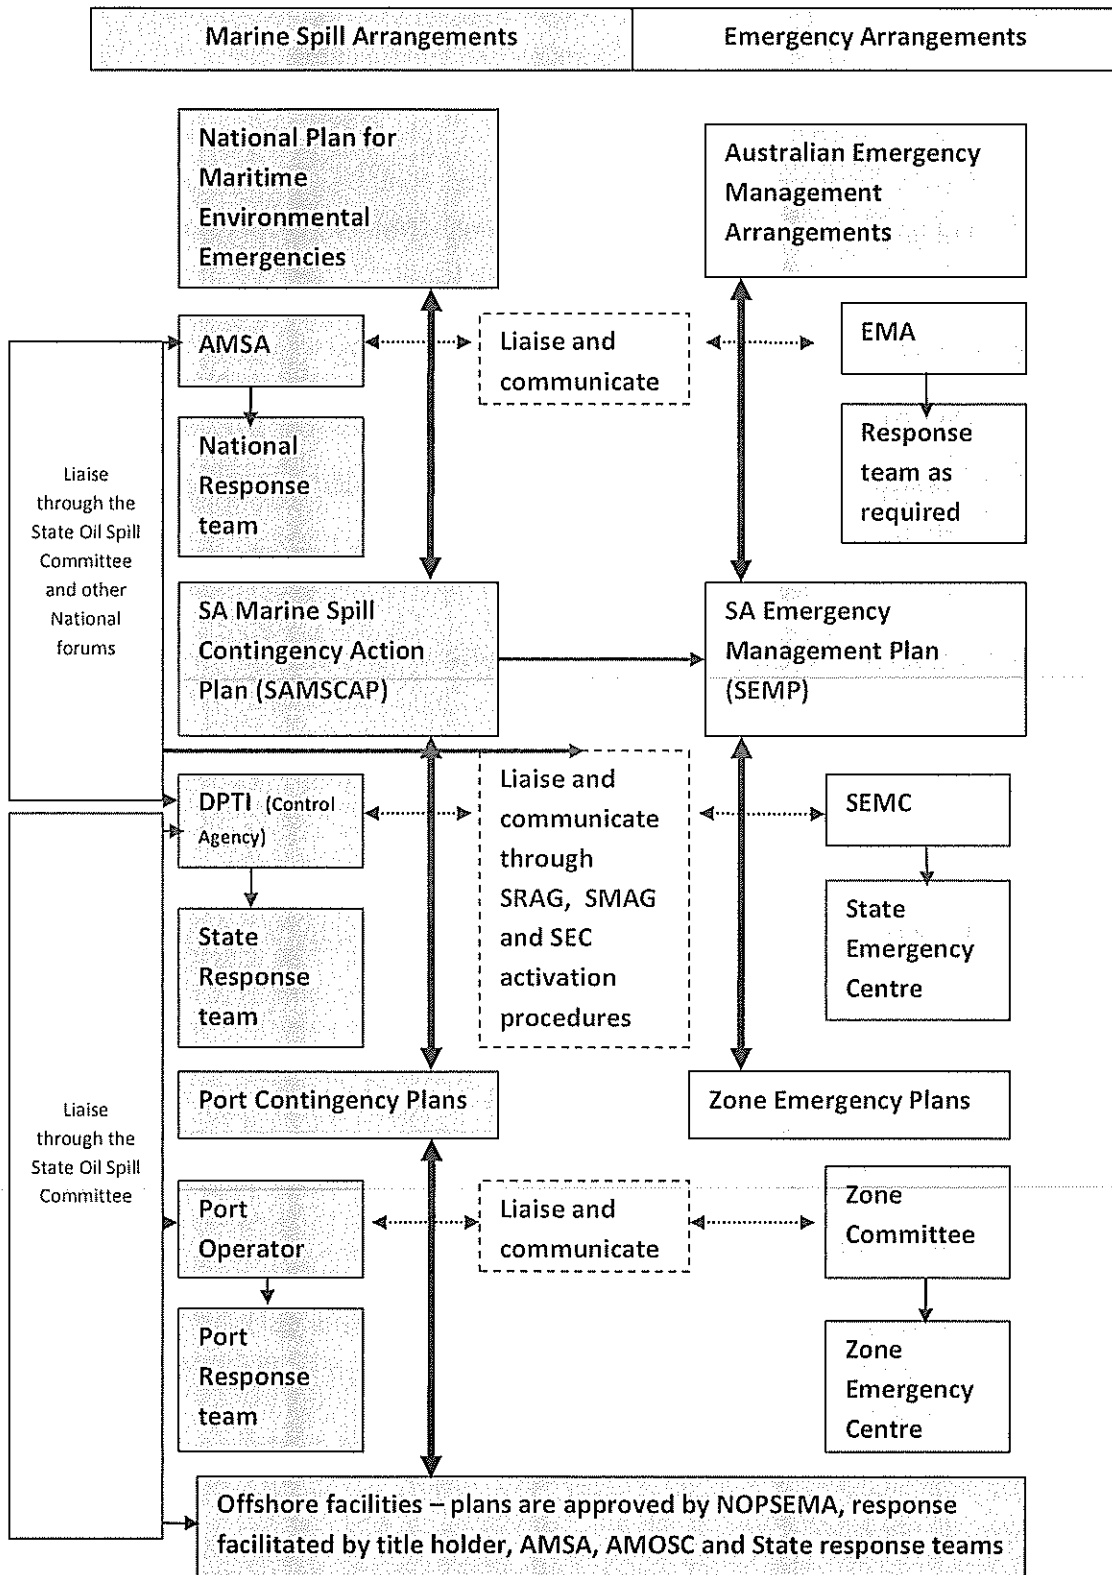 Marine Spill Arrangements
Emergency Arrangements
National Plan for
Maritime
Environmental
Emergencies
Australian Emergency
Management
Arrangements
AMSA
Liaise and
communicate
EMA
National
Response
team
Response
team as
required
Liaise
through the
State Oil Spill
Committee
and other
National
forums
SA Marine Spill
Contingency Action
Plan (SAMSCAP)
SA Emergency
Management Plan
(SEMP)
DPTI (Control
Agency)
Liaise and
communicate
through
SRAG, SMAG
and SEC
activation
procedures
SEMC
State
Response
team
State
Emergency
Centre
Liaise
through the
State Oil Spill
Committee
Port Contingency Plans
Zone Emergency Plans
Port
Operator
Liaise and
communicate
Zone
Committee
Port
Response
team
Zone
Emergency
Centre
Offshore facilities – plans are approved by NOPSEMA, response
facilitated by title holder, AMSA, AMOSC and State response teams